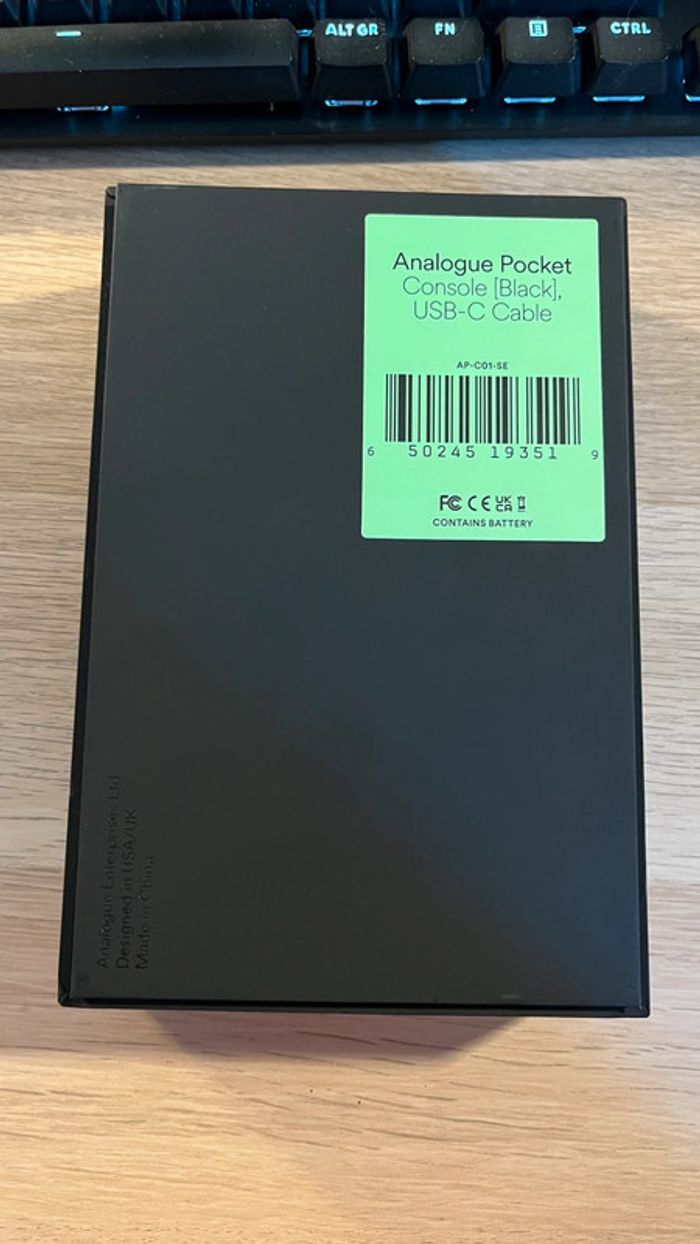 ALT GR FN CTRL
Analogue Pocket
Console [Black],
USB-C Cable
AP-C01-SE
6 50245 19351 9
FC CE UK CA
CONTAINS BATTERY
Analogue Enterprises Ltd
Designed in USA/UK
Made in China